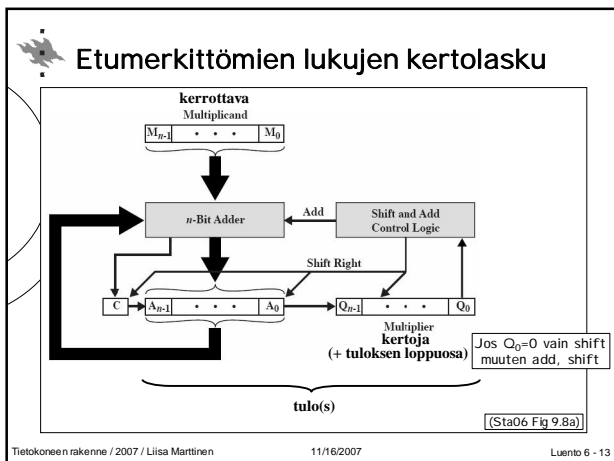 Etumerkittömien lukujen kertolasku
kerrottava
Multiplicand
Mn-1 • • • M0
n-Bit Adder
Add
Shift and Add
Control Logic
Shift Right
C
An-1 • • • A0
Qn-1 • • • Q0
Multiplier
kertoja
(+ tuloksen loppuosa)
Jos Q0=0 vain shift
muuten add, shift
tulo(s)
(Sta06 Fig 9.8a)
Tietokoneen rakenne / 2007 / Liisa Marttinen 11/16/2007 Luento 6 - 13